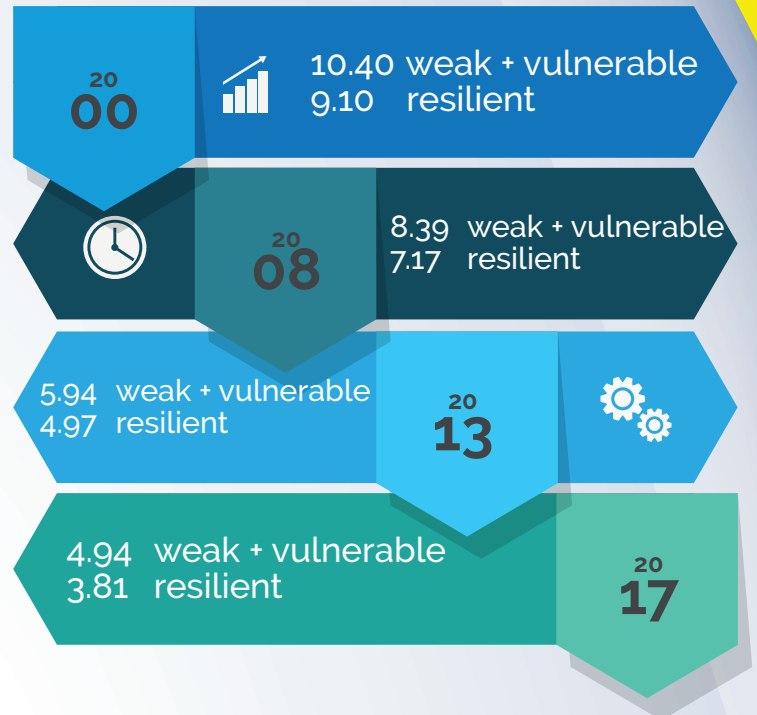 20
00
10.40 weak + vulnerable
9.10 resilient
20
08
8.39 weak + vulnerable
7.17 resilient
5.94 weak + vulnerable
4.97 resilient
20
13
4.94 weak + vulnerable
3.81 resilient
20
17